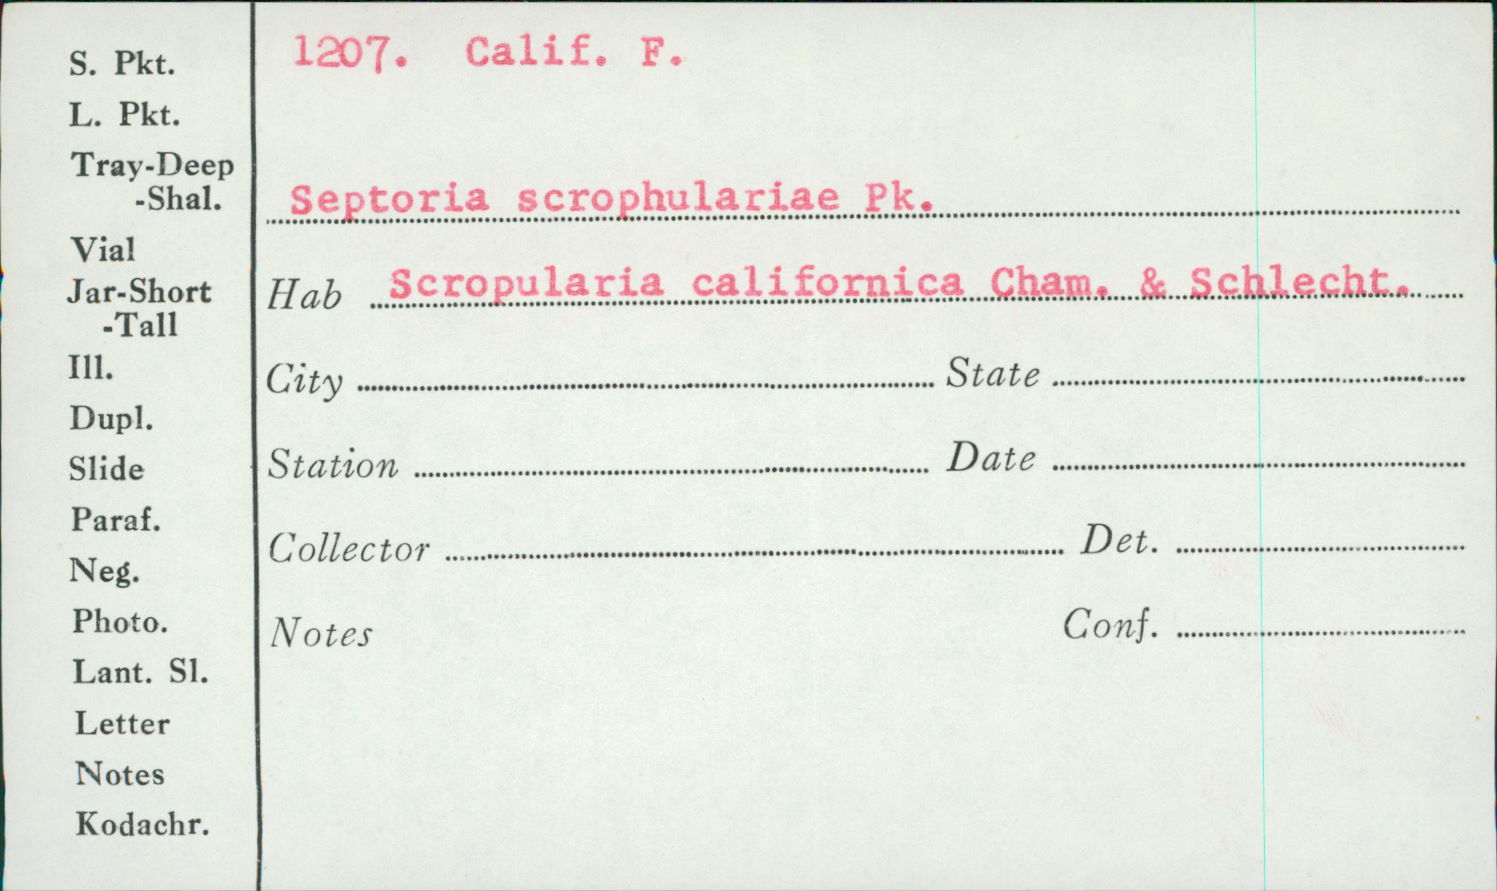 S. Pkt.
L. Pkt.
Tray-Deep
-Shal.
Vial
Jar-Short
-Tall
Ill.
Dupl.
Slide
Paraf.
Neg.
Photo.
Lant. Sl.
Letter
Notes
Kodachr.
1207. Calif. F.
Septoria scrophulariae Pk.
Hab Scropularia californica Cham. & Schlecht.
City State
Station Date
Collector Det.
Notes Conf.